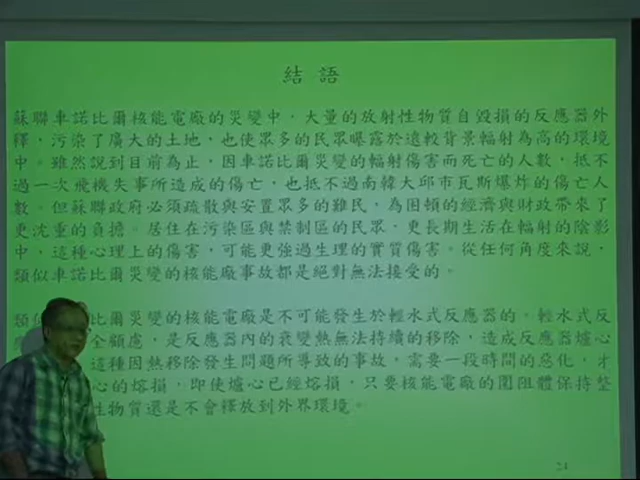 結 語
蘇聯車諾比爾核能電廠的災變中，大量的放射性物質自毀損的反應器外
釋，污染了廣大的土地，也使眾多的民眾曝露於遠較背景輻射為高的環境
中。雖然說到目前為止，因車諾比爾災變的輻射傷害而死亡的人數，抵不
過一次飛機失事所造成的傷亡，也抵不過南韓大邱市瓦斯爆炸的傷亡人
數。但蘇聯政府必須疏散與安置眾多的難民，為困頓的經濟與財政帶來了
更沈重的負擔。居住在污染區與禁制區的民眾，更長期生活在輻射的陰影
中，這種心理上的傷害，可能更強過生理的實質傷害。從任何角度來說，
類似車諾比爾災變的核能廠事故都是絕對無法接受的。
類似 比爾災變的核能電廠是不可能發生於輕水式反應器的。輕水式反
全顧慮，是反應器內的衰變熱無法持續的移除，造成反應器爐心
這種因熱移除發生問題所導致的事故，需要一段時間的惡化，才
心的熔損，即使爐心已經熔損，只要核能電廠的圍阻體保持整
性物質還是不會釋放到外界環境。
24